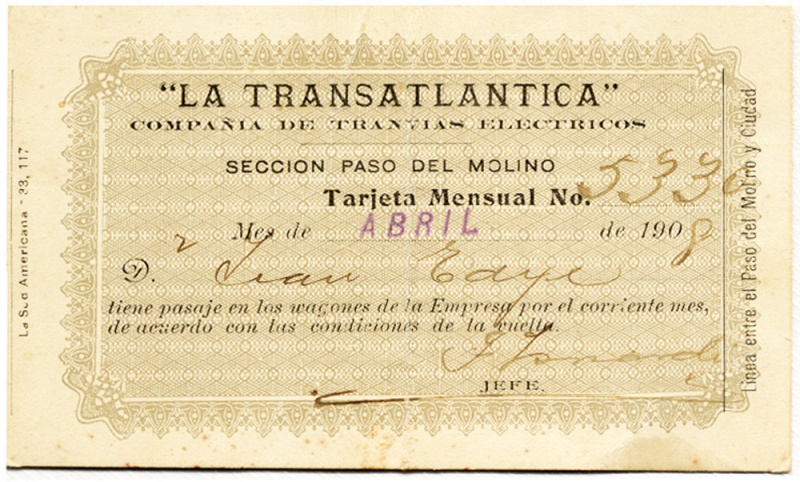 "LA TRANSATLANTICA"
COMPAÑIA DE TRANVIAS ELECTRICOS
SECCION PASO DEL MOLINO
Tarjeta Mensual No. 5336
Mes de ABRIL de 1908
D. Juan
tiene pasaje en los wagones de la Empresa por el corriente mes,
de acuerdo con las condiciones de la vuelta.
JEFE.
La Sud Americana - 33, 117
Linea entre el Paso del Molino y Ciudad